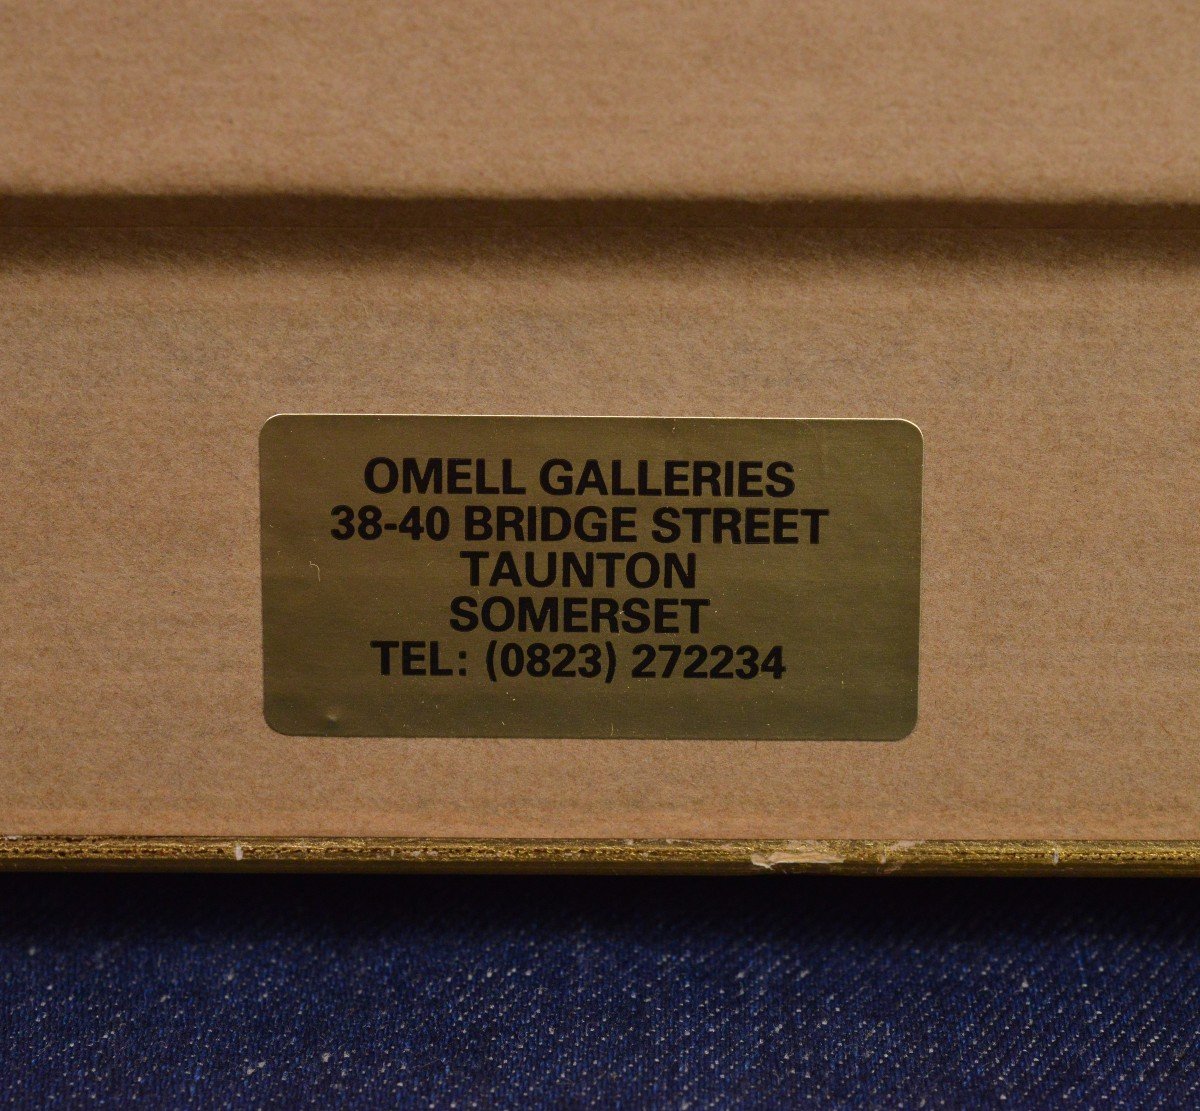 OMELL GALLERIES
38-40 BRIDGE STREET
TAUNTON
SOMERSET
TEL: (0823) 272234